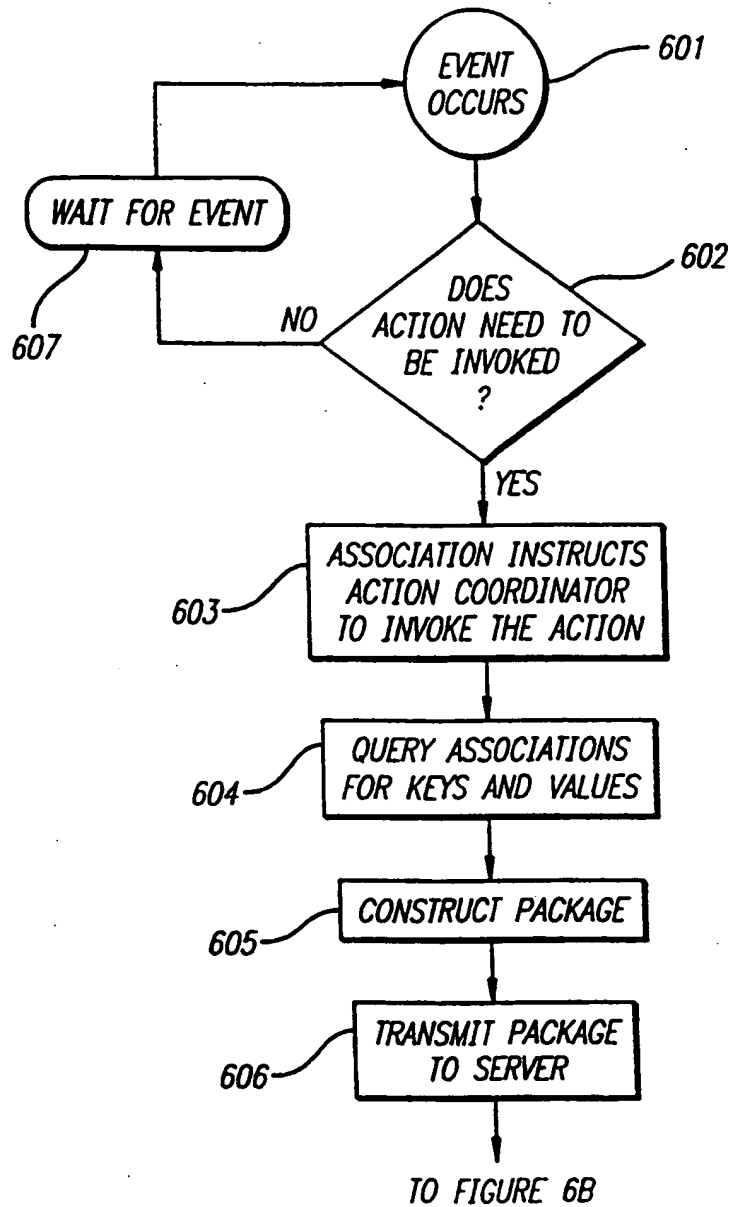 EVENT
OCCURS
601
WAIT FOR EVENT
607
DOES
ACTION NEED TO
BE INVOKED
?
602
NO
YES
ASSOCIATION INSTRUCTS
ACTION COORDINATOR
TO INVOKE THE ACTION
603
QUERY ASSOCIATIONS
FOR KEYS AND VALUES
604
CONSTRUCT PACKAGE
605
TRANSMIT PACKAGE
TO SERVER
606
TO FIGURE 6B